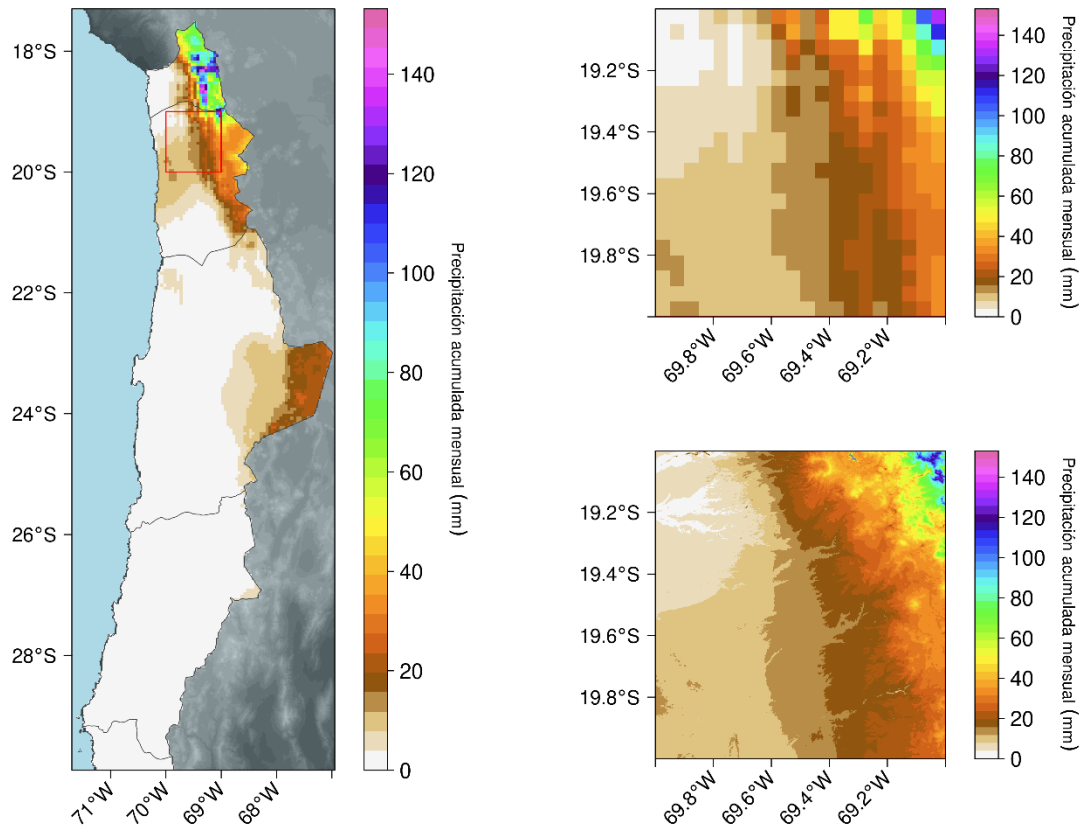 18°S
20°S
22°S
24°S
26°S
28°S
71°W
70°W
69°W
68°W
0
20
40
60
80
100
120
140
Precipitación acumulada mensual (mm)
19.2°S
19.4°S
19.6°S
19.8°S
69.8°W
69.6°W
69.4°W
69.2°W
0
20
40
60
80
100
120
140
Precipitación acumulada mensual (mm)
19.2°S
19.4°S
19.6°S
19.8°S
69.8°W
69.6°W
69.4°W
69.2°W
0
20
40
60
80
100
120
140
Precipitación acumulada mensual (mm)